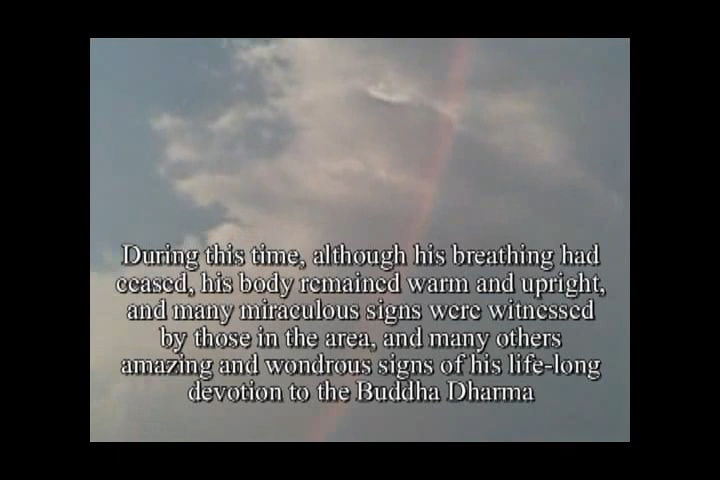 During this time, although his breathing had
ceased, his body remained warm and upright,
and many miraculous signs were witnessed
by those in the area, and many others
amazing and wondrous signs of his life-long
devotion to the Buddha Dharma